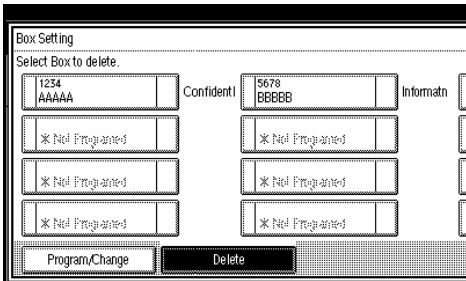 Box Setting
Select Box to delete.
1234
AAAAA
Confidentl
5678
BBBBB
Informatn
* Not Programed
* Not Programed
* Not Programed
* Not Programed
* Not Programed
* Not Programed
Program/Change
Delete